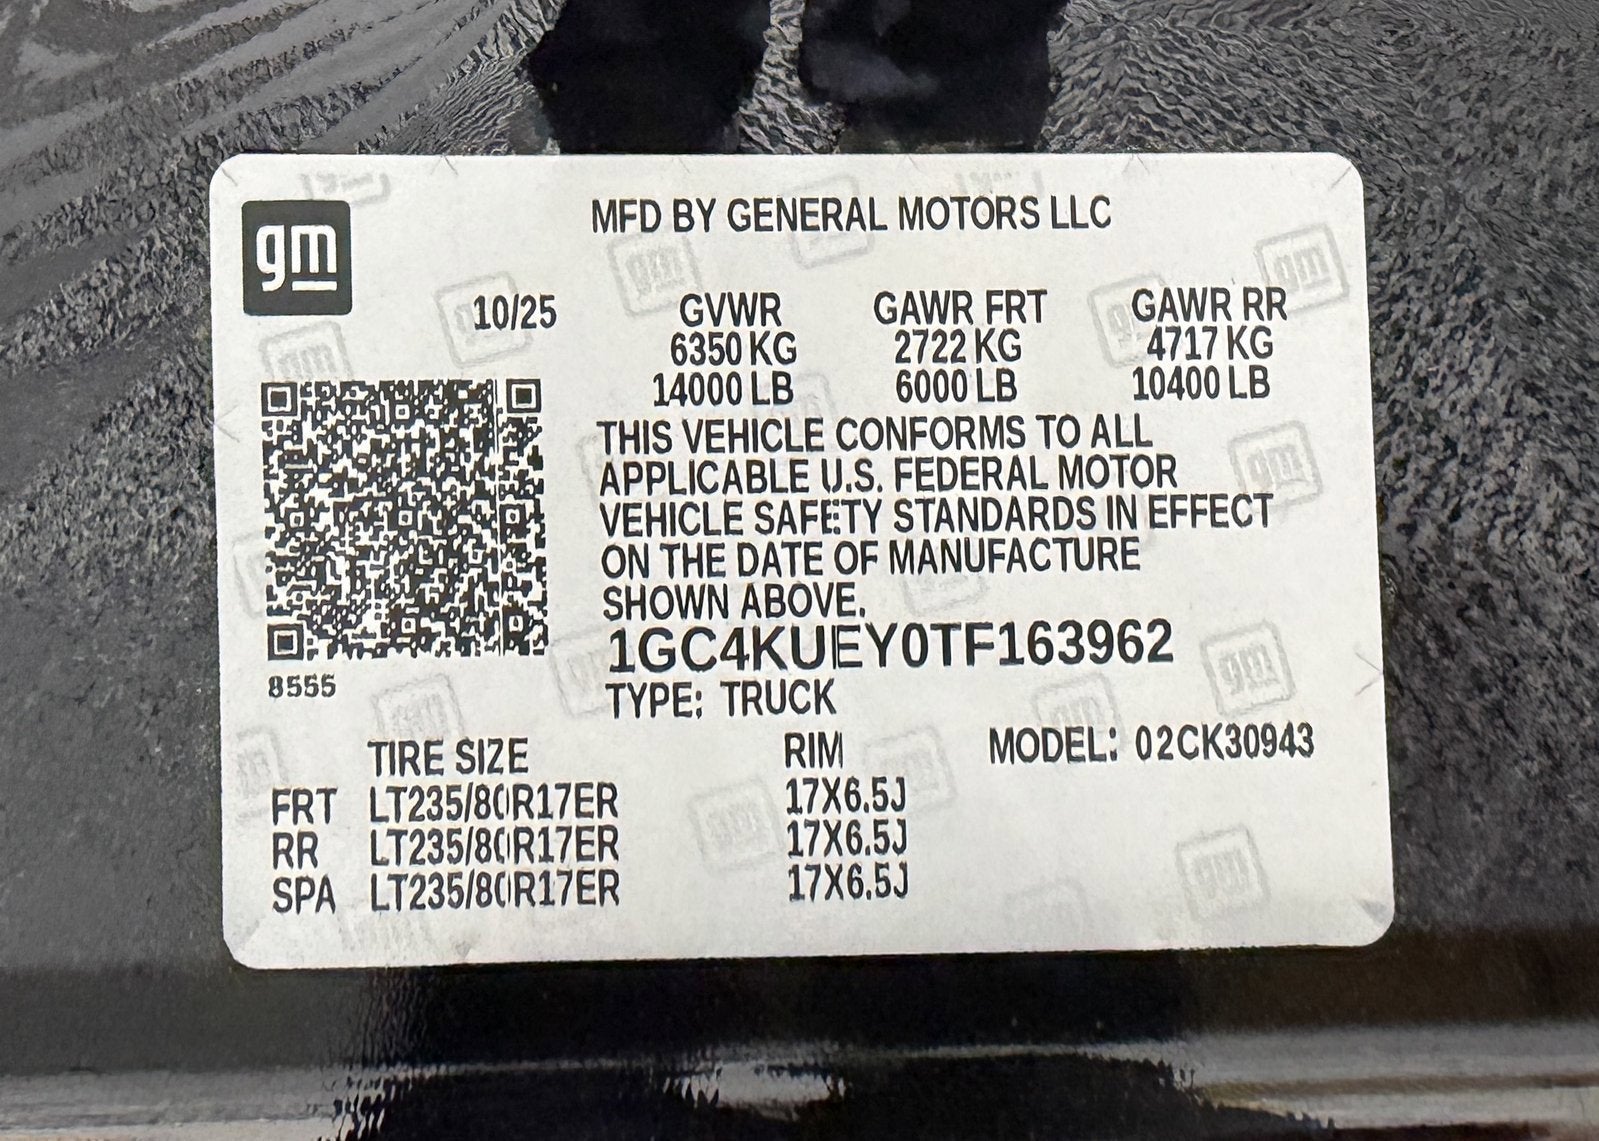 gm
MFD BY GENERAL MOTORS LLC
10/25 GVWR GAWR FRT GAWR RR
6350 KG 2722 KG 4717 KG
14000 LB 6000 LB 10400 LB
THIS VEHICLE CONFORMS TO ALL
APPLICABLE U.S. FEDERAL MOTOR
VEHICLE SAFETY STANDARDS IN EFFECT
ON THE DATE OF MANUFACTURE
SHOWN ABOVE.
1GC4KUEY0TF163962
8555
TYPE: TRUCK
TIRE SIZE RIM MODEL: 02CK30943
FRT LT235/80R17ER 17X6.5J
RR LT235/80R17ER 17X6.5J
SPA LT235/80R17ER 17X6.5J